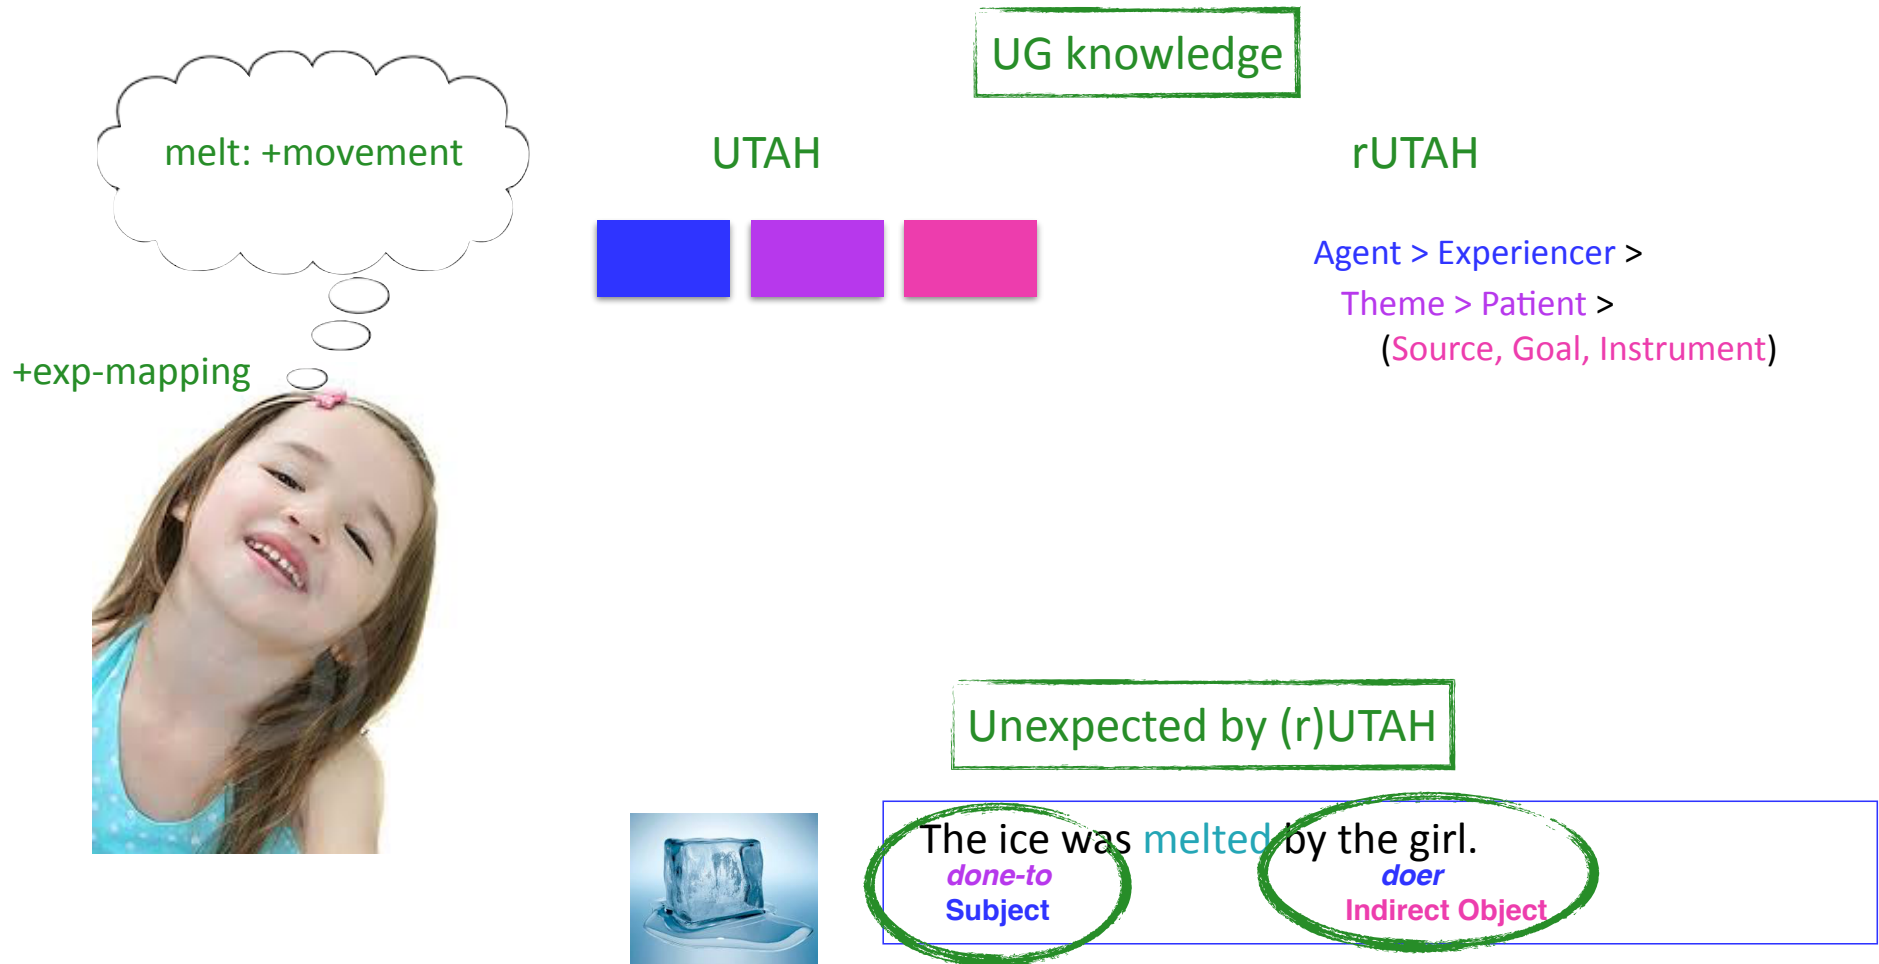 UG knowledge
melt: +movement
UTAH
rUTAH
Agent > Experiencer >
Theme > Patient >
(Source, Goal, Instrument)
+exp-mapping
Unexpected by (r)UTAH
The ice was melted by the girl.
done-to
doer
Subject
Indirect Object